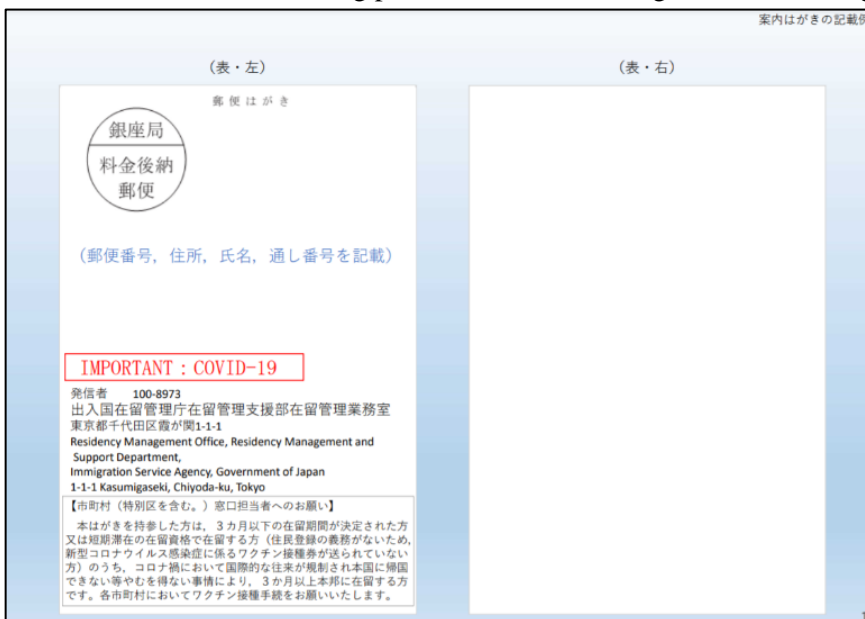 案内はがきの記載例
（表・左）
（表・右）
郵便はがき
銀座局
料金後納
郵便
（郵便番号，住所，氏名，通し番号を記載）
IMPORTANT：COVID-19
発信者　100-8973
出入国在留管理庁在留管理支援部在留管理業務室
東京都千代田区霞が関1-1-1
Residency Management Office, Residency Management and
Support Department,
Immigration Service Agency, Government of Japan
1-1-1 Kasumigaseki, Chiyoda-ku, Tokyo
【市町村（特別区を含む。）窓口担当者へのお願い】
　本はがきを持参した方は，３カ月以下の在留期間が決定された方
又は短期滞在の在留資格で在留する方（住民登録の義務がないため,
新型コロナウイルス感染症に係るワクチン接種券が送られていない
方）のうち，コロナ禍において国際的な往来が規制され本国に帰国
できない等やむを得ない事情により，３か月以上本邦に在留する方
です。各市町村においてワクチン接種手続をお願いいたします。